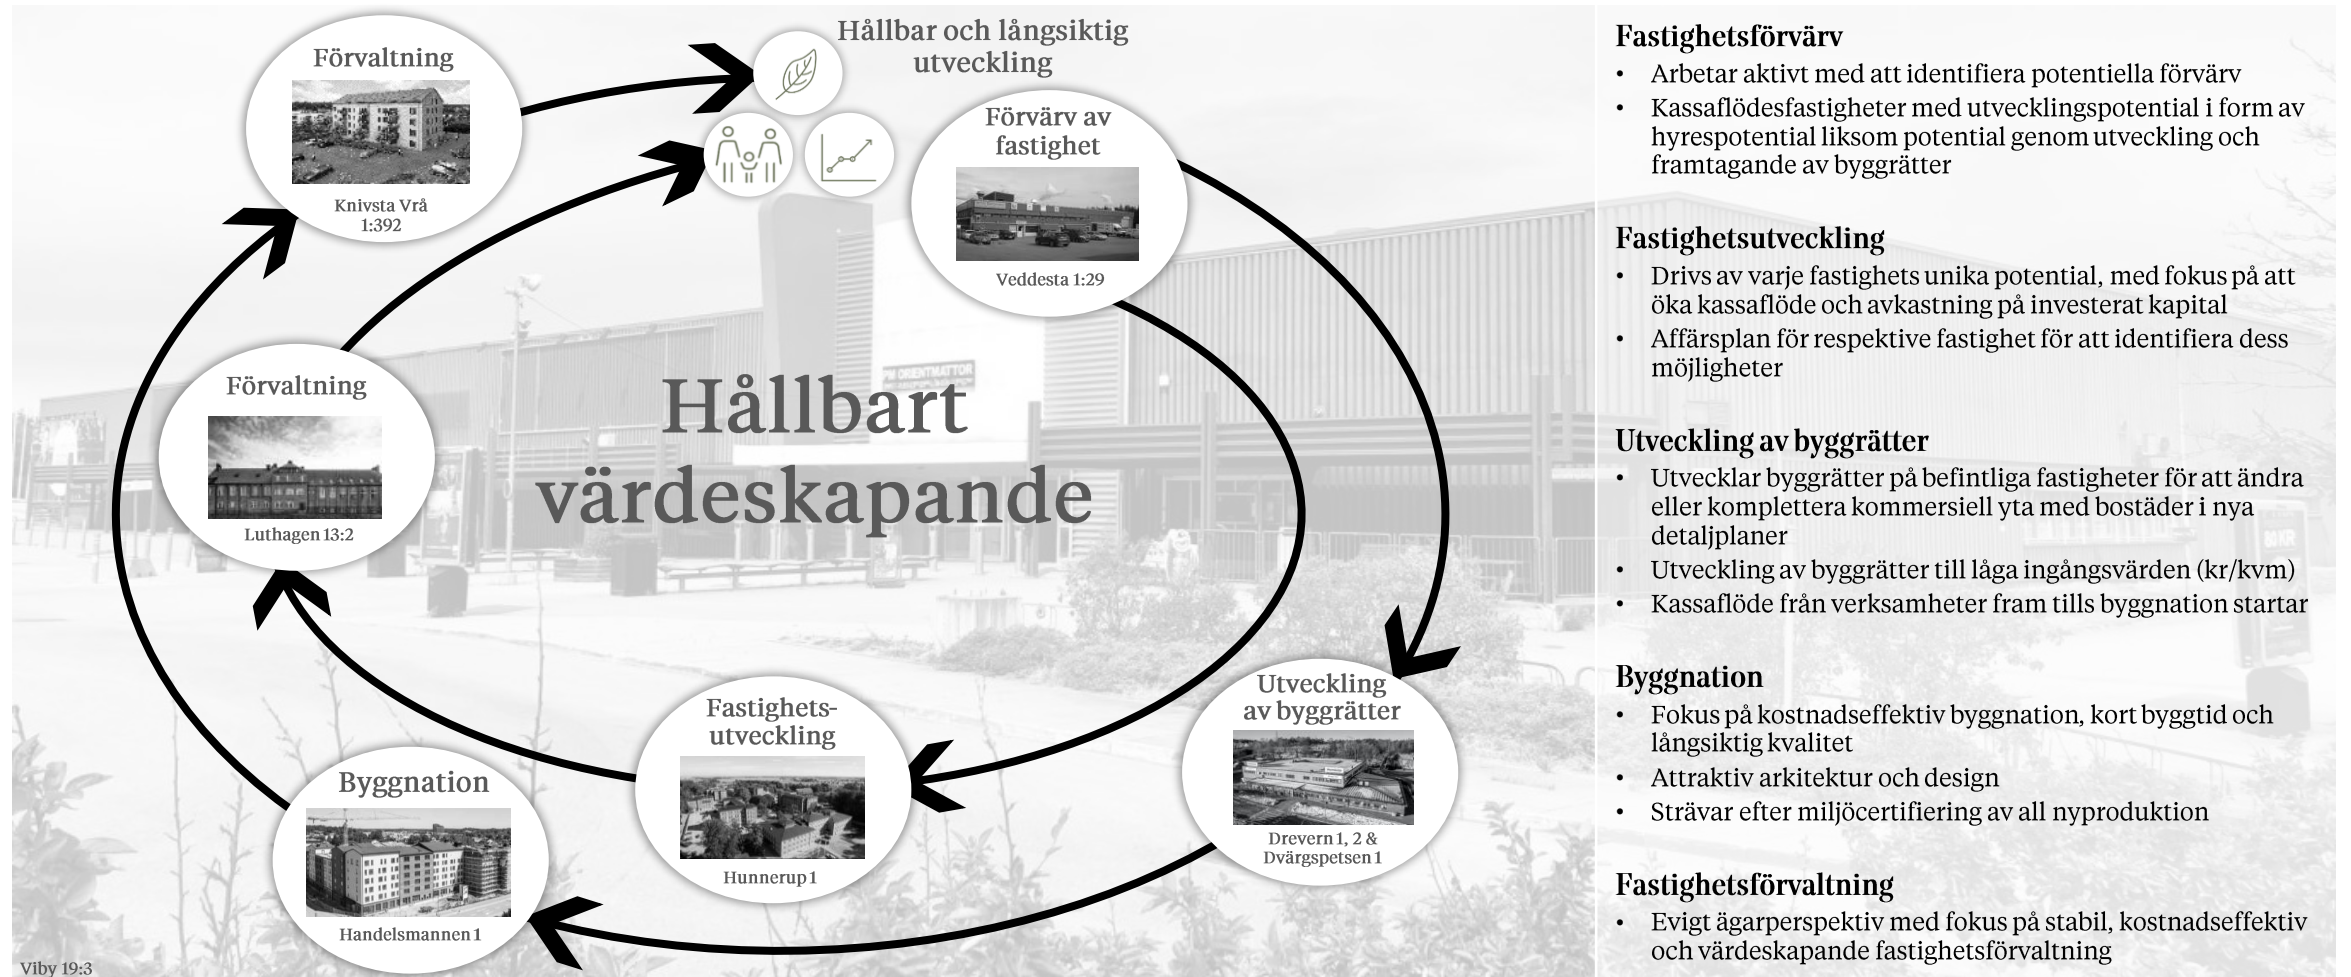 Förvaltning
Knivsta Vrå
1:392
Hållbar och långsiktig
utveckling
Förvärv av
fastighet
Veddesta 1:29
Förvaltning
Luthagen 13:2
PM ORIENTMATTOR
Hållbart
värdeskapande
Fastighets-
utveckling
Hunnerup 1
Utveckling
av byggrätter
Drevern 1, 2 &
Dvärgspetsen 1
Byggnation
Handelsmannen 1
Viby 19:3
80 KR
Fastighetsförvärv
• Arbetar aktivt med att identifiera potentiella förvärv
• Kassaflödesfastigheter med utvecklingspotential i form av
hyrespotential liksom potential genom utveckling och
framtagande av byggrätter
Fastighetsutveckling
• Drivs av varje fastighets unika potential, med fokus på att
öka kassaflöde och avkastning på investerat kapital
• Affärsplan för respektive fastighet för att identifiera dess
möjligheter
Utveckling av byggrätter
• Utvecklar byggrätter på befintliga fastigheter för att ändra
eller komplettera kommersiell yta med bostäder i nya
detaljplaner
• Utveckling av byggrätter till låga ingångsvärden (kr/kvm)
• Kassaflöde från verksamheter fram tills byggnation startar
Byggnation
• Fokus på kostnadseffektiv byggnation, kort byggtid och
långsiktig kvalitet
• Attraktiv arkitektur och design
• Strävar efter miljöcertifiering av all nyproduktion
Fastighetsförvaltning
• Evigt ägarperspektiv med fokus på stabil, kostnadseffektiv
och värdeskapande fastighetsförvaltning